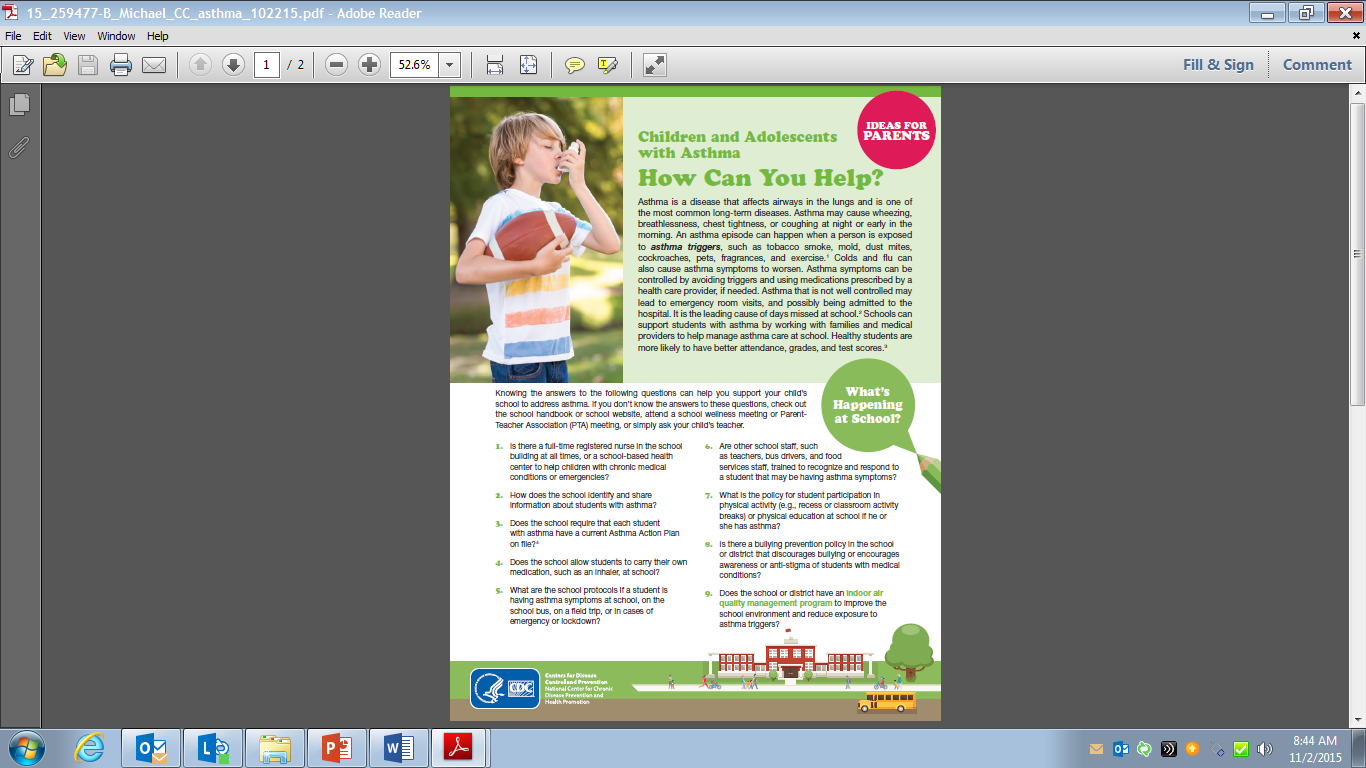 15_259477-B_Michael_CC_asthma_102215.pdf - Adobe Reader
File Edit View Window Help
1 / 2 52.6% Fill & Sign Comment
IDEAS FOR
PARENTS
Children and Adolescents
with Asthma
How Can You Help?
Asthma is a disease that affects airways in the lungs and is one of
the most common long-term diseases. Asthma may cause wheezing,
breathlessness, chest tightness, or coughing at night or early in the
morning. An asthma episode can happen when a person is exposed
to asthma triggers, such as tobacco smoke, mold, dust mites,
cockroaches, pets, fragrances, and exercise.¹ Colds and flu can
also cause asthma symptoms to worsen. Asthma symptoms can be
controlled by avoiding triggers and using medications prescribed by a
health care provider, if needed. Asthma that is not well controlled may
lead to emergency room visits, and possibly being admitted to the
hospital. It is the leading cause of days missed at school.² Schools can
support students with asthma by working with families and medical
providers to help manage asthma care at school. Healthy students are
more likely to have better attendance, grades, and test scores.³
Knowing the answers to the following questions can help you support your child's
school to address asthma. If you don't know the answers to these questions, check out
the school handbook or school website, attend a school wellness meeting or Parent-
Teacher Association (PTA) meeting, or simply ask your child's teacher.
What's
Happening
at School?
1. Is there a full-time registered nurse in the school
building at all times, or a school-based health
center to help children with chronic medical
conditions or emergencies?
2. How does the school identify and share
information about students with asthma?
3. Does the school require that each student
with asthma have a current Asthma Action Plan
on file?⁴
4. Does the school allow students to carry their own
medication, such as an inhaler, at school?
5. What are the school protocols if a student is
having asthma symptoms at school, on the
school bus, on a field trip, or in cases of
emergency or lockdown?
6. Are other school staff, such
as teachers, bus drivers, and food
services staff, trained to recognize and respond to
a student that may be having asthma symptoms?
7. What is the policy for student participation in
physical activity (e.g., recess or classroom activity
breaks) or physical education at school if he or
she has asthma?
8. Is there a bullying prevention policy in the school
or district that discourages bullying or encourages
awareness or anti-stigma of students with medical
conditions?
9. Does the school or district have an indoor air
quality management program to improve the
school environment and reduce exposure to
asthma triggers?
CDC
Centers for Disease
Control and Prevention
National Center for Chronic
Disease Prevention and
Health Promotion
8:44 AM
11/2/2015